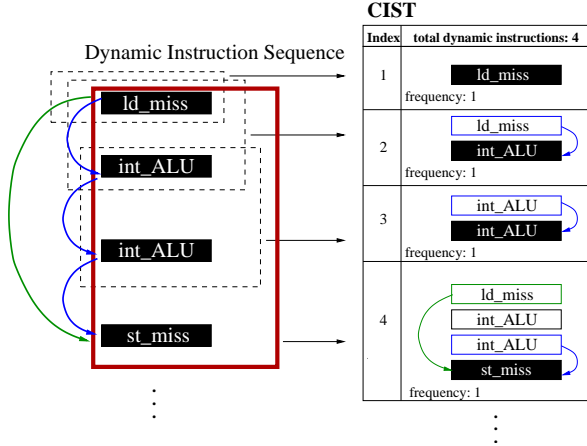 CIST
Dynamic Instruction Sequence
ld_miss
int_ALU
int_ALU
st_miss
Index
total dynamic instructions: 4
1
ld_miss
frequency: 1
2
ld_miss
int_ALU
frequency: 1
3
int_ALU
int_ALU
frequency: 1
4
ld_miss
int_ALU
int_ALU
st_miss
frequency: 1